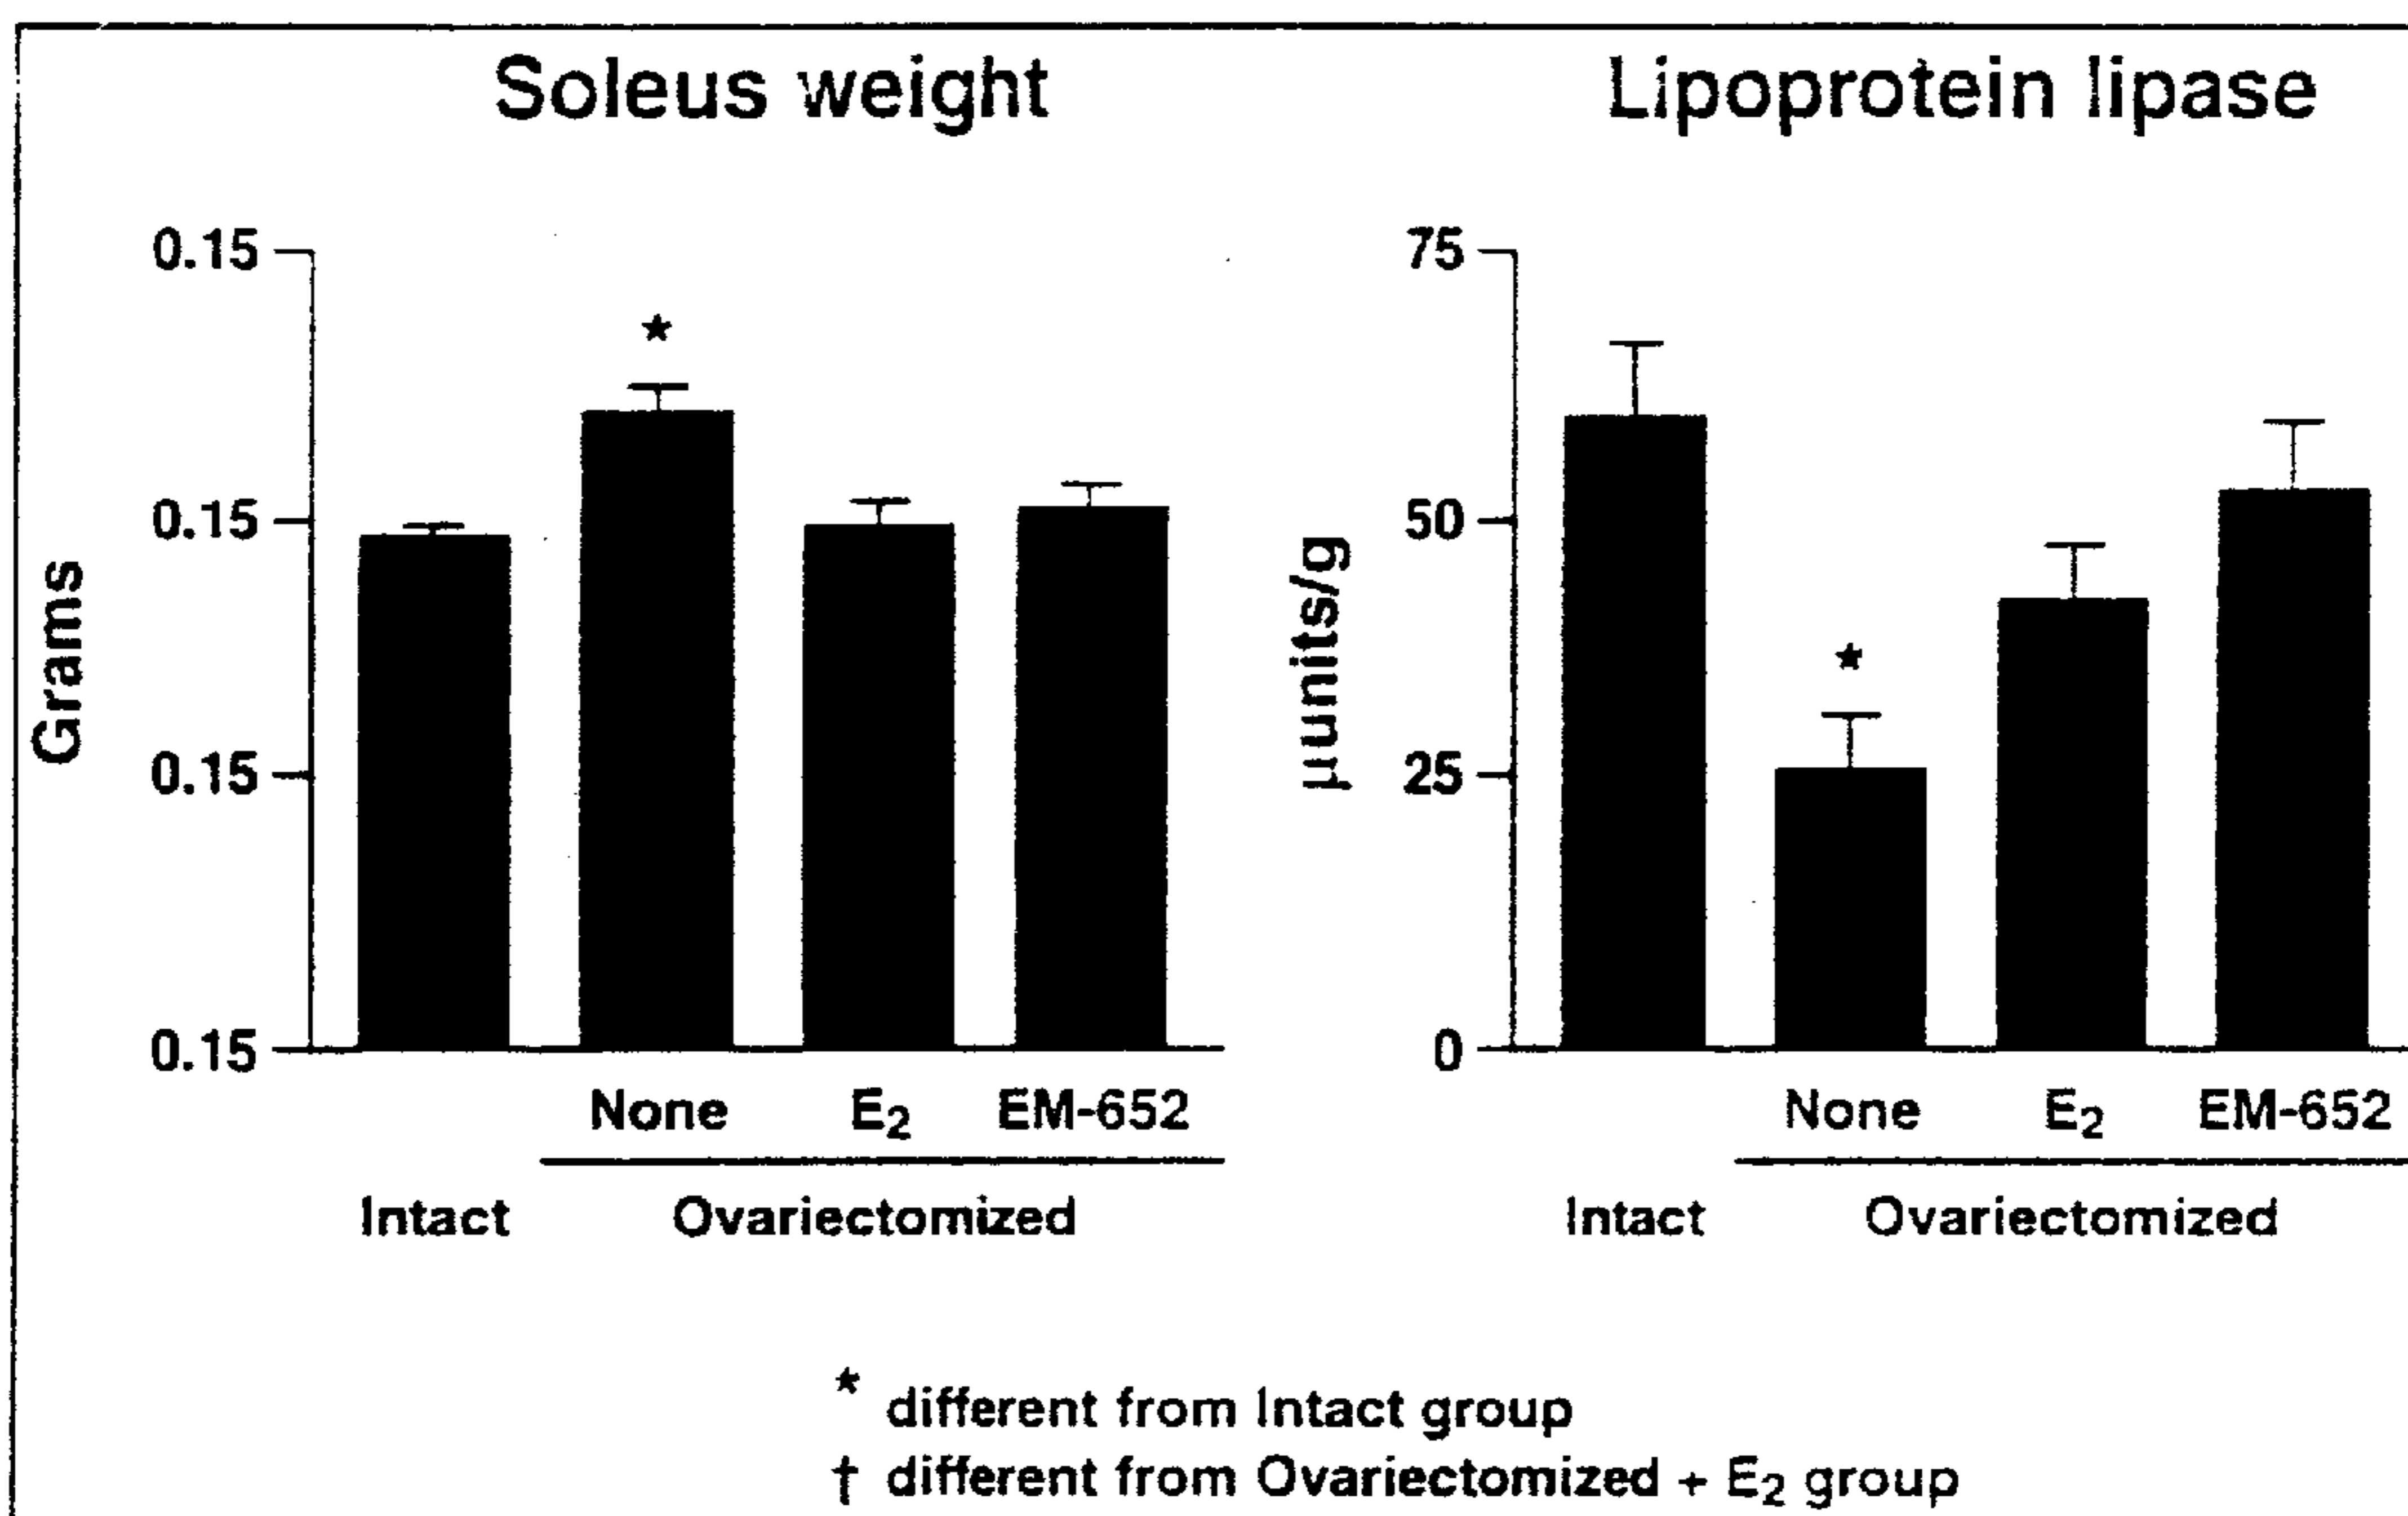 Soleus weight
Lipoprotein lipase
Grams
0.15
0.15
0.15
0.15
None E₂ EM-652
Intact Ovariectomized
µunits/g
75
50
25
0
None E₂ EM-652
Intact Ovariectomized
* different from Intact group
† different from Ovariectomized + E₂ group